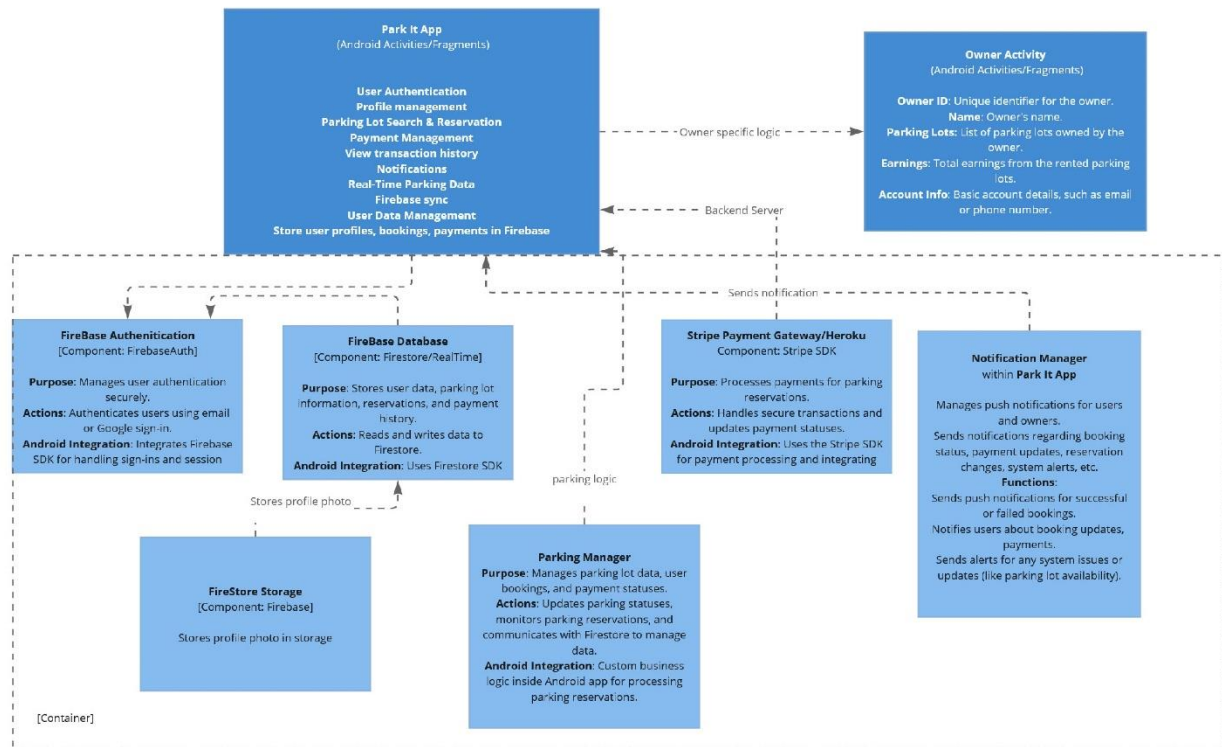 Park It App
(Android Activities/Fragments)
User Authentication
Profile management
Parking Lot Search & Reservation
Payment Management
View transaction history
Notifications
Real-Time Parking Data
Firebase sync
User Data Management
Store user profiles, bookings, payments in Firebase
Owner specific logic
Owner Activity
(Android Activities/Fragments)
Owner ID: Unique identifier for the owner.
Name: Owner's name.
Parking Lots: List of parking lots owned by the
owner.
Earnings: Total earnings from the rented parking
lots.
Account Info: Basic account details, such as email
or phone number.
Backend Server
Sends notification
FireBase Authenitication
[Component: FirebaseAuth]
Purpose: Manages user authentication
securely.
Actions: Authenticates users using email
or Google sign-in.
Android Integration: Integrates Firebase
SDK for handling sign-ins and session
FireBase Database
[Component: Firestore/RealTime]
Purpose: Stores user data, parking lot
information, reservations, and payment
history.
Actions: Reads and writes data to
Firestore.
Android Integration: Uses Firestore SDK
Stripe Payment Gateway/Heroku
Component: Stripe SDK
Purpose: Processes payments for parking
reservations.
Actions: Handles secure transactions and
updates payment statuses.
Android Integration: Uses the Stripe SDK
for payment processing and integrating
Notification Manager
within Park It App
Manages push notifications for users
and owners.
Sends notifications regarding booking
status, payment updates, reservation
changes, system alerts, etc.
Functions:
Sends push notifications for successful
or failed bookings.
Notifies users about booking updates,
payments.
Sends alerts for any system issues or
updates (like parking lot availability).
Stores profile photo
parking logic
FireStore Storage
[Component: Firebase]
Stores profile photo in storage
Parking Manager
Purpose: Manages parking lot data, user
bookings, and payment statuses.
Actions: Updates parking statuses,
monitors parking reservations, and
communicates with Firestore to manage
data.
Android Integration: Custom business
logic inside Android app for processing
parking reservations.
[Container]